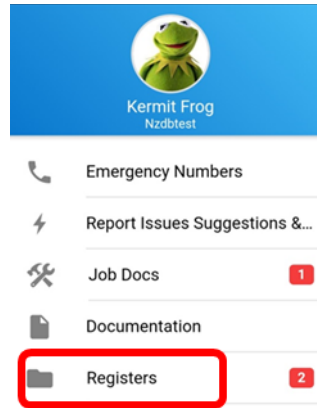 Kermit Frog
Nzdbtest
Emergency Numbers
Report Issues Suggestions &...
Job Docs 1
Documentation
Registers 2